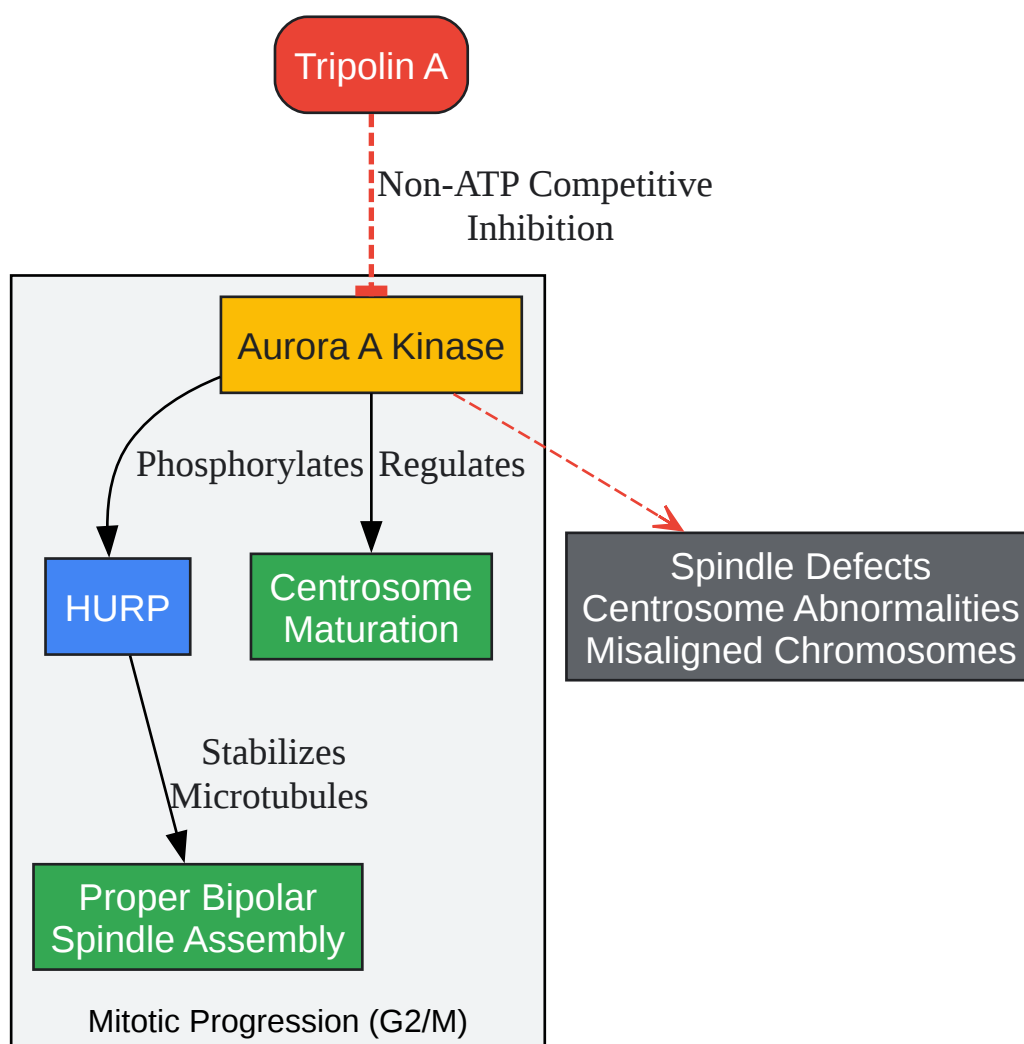 Tripolin A
Non-ATP Competitive
Inhibition
Aurora A Kinase
Phosphorylates
Regulates
HURP
Centrosome
Maturation
Spindle Defects
Centrosome Abnormalities
Misaligned Chromosomes
Stabilizes
Microtubules
Proper Bipolar
Spindle Assembly
Mitotic Progression (G2/M)